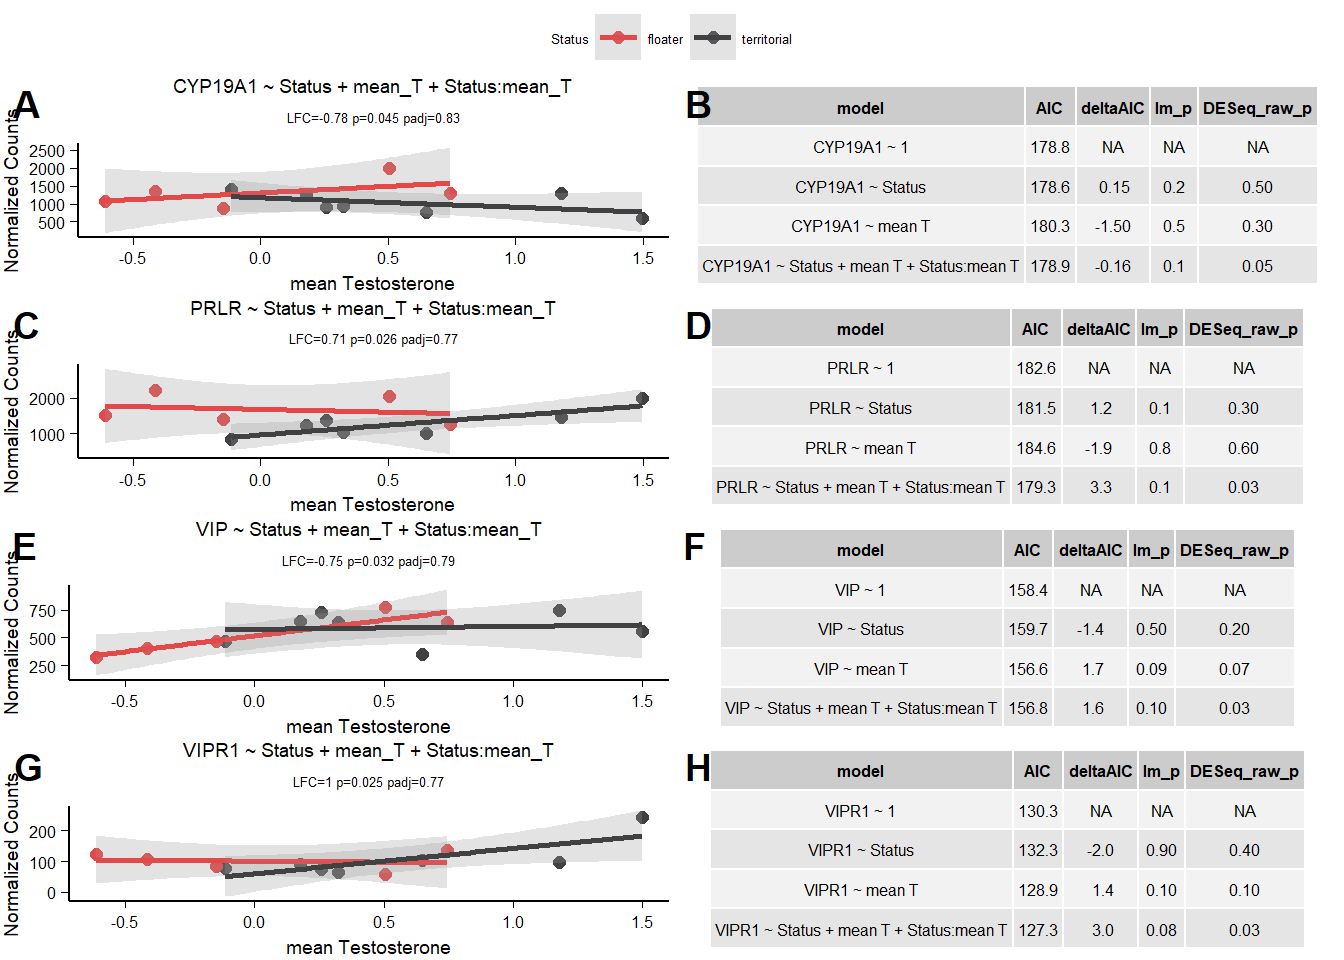 Status floater territorial
A
CYP19A1 ~ Status + mean_T + Status:mean_T
LFC=-0.78 p=0.045 padj=0.83
Normalized Counts
2500
2000
1500
1000
500
-0.5 0.0 0.5 1.0 1.5
mean Testosterone
B
model AIC deltaAIC lm_p DESeq_raw_p
CYP19A1 ~ 1 178.8 NA NA NA
CYP19A1 ~ Status 178.6 0.15 0.2 0.50
CYP19A1 ~ mean T 180.3 -1.50 0.5 0.30
CYP19A1 ~ Status + mean T + Status:mean T 178.9 -0.16 0.1 0.05
C
PRLR ~ Status + mean_T + Status:mean_T
LFC=0.71 p=0.026 padj=0.77
Normalized Counts
2000
1000
-0.5 0.0 0.5 1.0 1.5
mean Testosterone
D
model AIC deltaAIC lm_p DESeq_raw_p
PRLR ~ 1 182.6 NA NA NA
PRLR ~ Status 181.5 1.2 0.1 0.30
PRLR ~ mean T 184.6 -1.9 0.8 0.60
PRLR ~ Status + mean T + Status:mean T 179.3 3.3 0.1 0.03
E
VIP ~ Status + mean_T + Status:mean_T
LFC=-0.75 p=0.032 padj=0.79
Normalized Counts
750
500
250
-0.5 0.0 0.5 1.0 1.5
mean Testosterone
F
model AIC deltaAIC lm_p DESeq_raw_p
VIP ~ 1 158.4 NA NA NA
VIP ~ Status 159.7 -1.4 0.50 0.20
VIP ~ mean T 156.6 1.7 0.09 0.07
VIP ~ Status + mean T + Status:mean T 156.8 1.6 0.10 0.03
G
VIPR1 ~ Status + mean_T + Status:mean_T
LFC=1 p=0.025 padj=0.77
Normalized Counts
200
100
0
-0.5 0.0 0.5 1.0 1.5
mean Testosterone
H
model AIC deltaAIC lm_p DESeq_raw_p
VIPR1 ~ 1 130.3 NA NA NA
VIPR1 ~ Status 132.3 -2.0 0.90 0.40
VIPR1 ~ mean T 128.9 1.4 0.10 0.10
VIPR1 ~ Status + mean T + Status:mean T 127.3 3.0 0.08 0.03